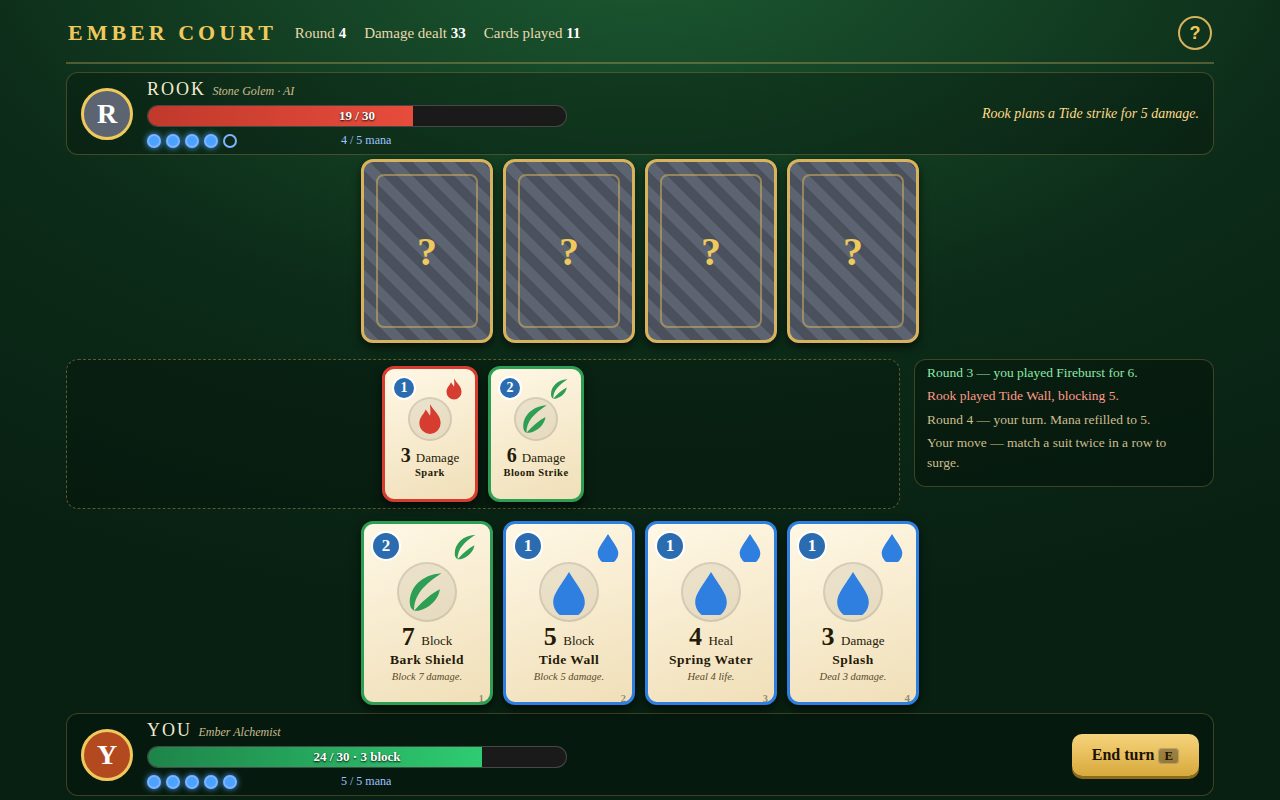 EMBER COURT Round 4 Damage dealt 33 Cards played 11 ?
R ROOK Stone Golem · AI
19 / 30
4 / 5 mana
Rook plans a Tide strike for 5 damage.
? ? ? ?
1
3 Damage
Spark
2
6 Damage
Bloom Strike
Round 3 — you played Fireburst for 6.
Rook played Tide Wall, blocking 5.
Round 4 — your turn. Mana refilled to 5.
Your move — match a suit twice in a row to
surge.
2
7 Block
Bark Shield
Block 7 damage.
1
1
5 Block
Tide Wall
Block 5 damage.
2
1
4 Heal
Spring Water
Heal 4 life.
3
1
3 Damage
Splash
Deal 3 damage.
4
Y YOU Ember Alchemist
24 / 30 · 3 block
5 / 5 mana
End turn E